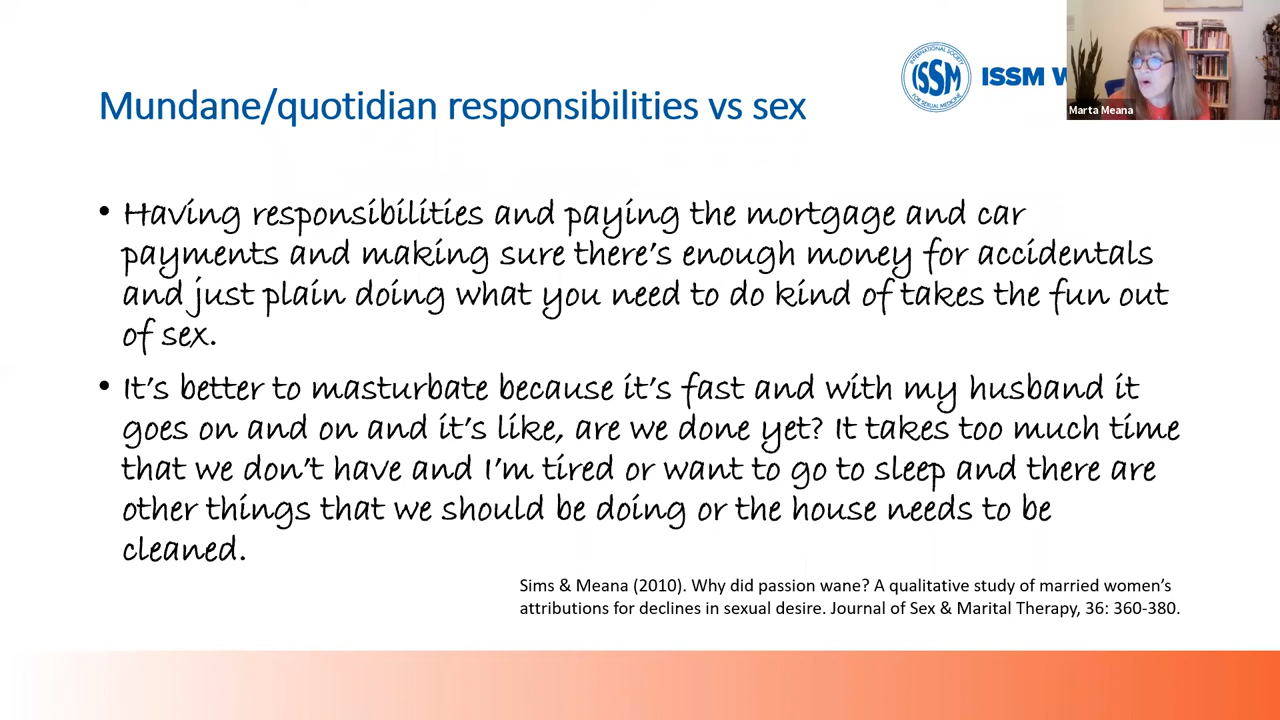 INTERNATIONAL SOCIETY
ISSM
FOR SEXUAL MEDICINE
ISSM W
Marta Meana
Mundane/quotidian responsibilities vs sex
• Having responsibilities and paying the mortgage and car
payments and making sure there's enough money for accidentals
and just plain doing what you need to do kind of takes the fun out
of sex.
• It's better to masturbate because it's fast and with my husband it
goes on and on and it's like, are we done yet? It takes too much time
that we don't have and I'm tired or want to go to sleep and there are
other things that we should be doing or the house needs to be
cleaned.
Sims & Meana (2010). Why did passion wane? A qualitative study of married women's
attributions for declines in sexual desire. Journal of Sex & Marital Therapy, 36: 360-380.